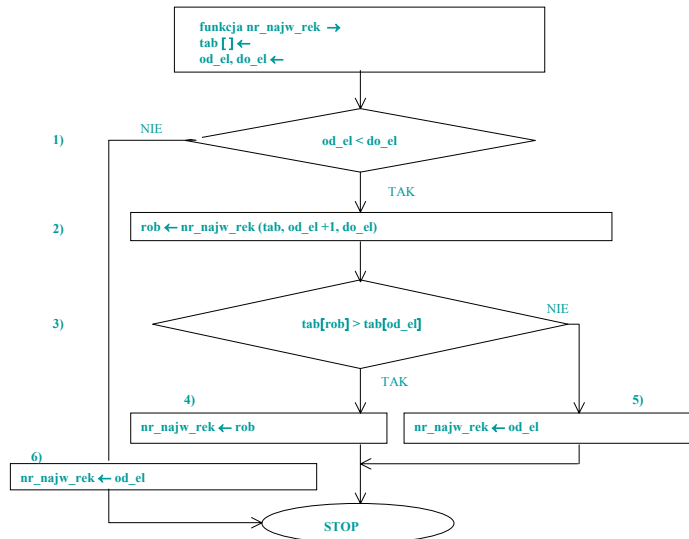 funkcja nr_najw_rek →
tab [ ] ←
od_el, do_el ←
NIE
1)
od_el < do_el
TAK
2)
rob ← nr_najw_rek (tab, od_el +1, do_el)
NIE
3)
tab[rob] > tab[od_el]
TAK
4)
5)
nr_najw_rek ← rob
nr_najw_rek ← od_el
6)
nr_najw_rek ← od_el
STOP